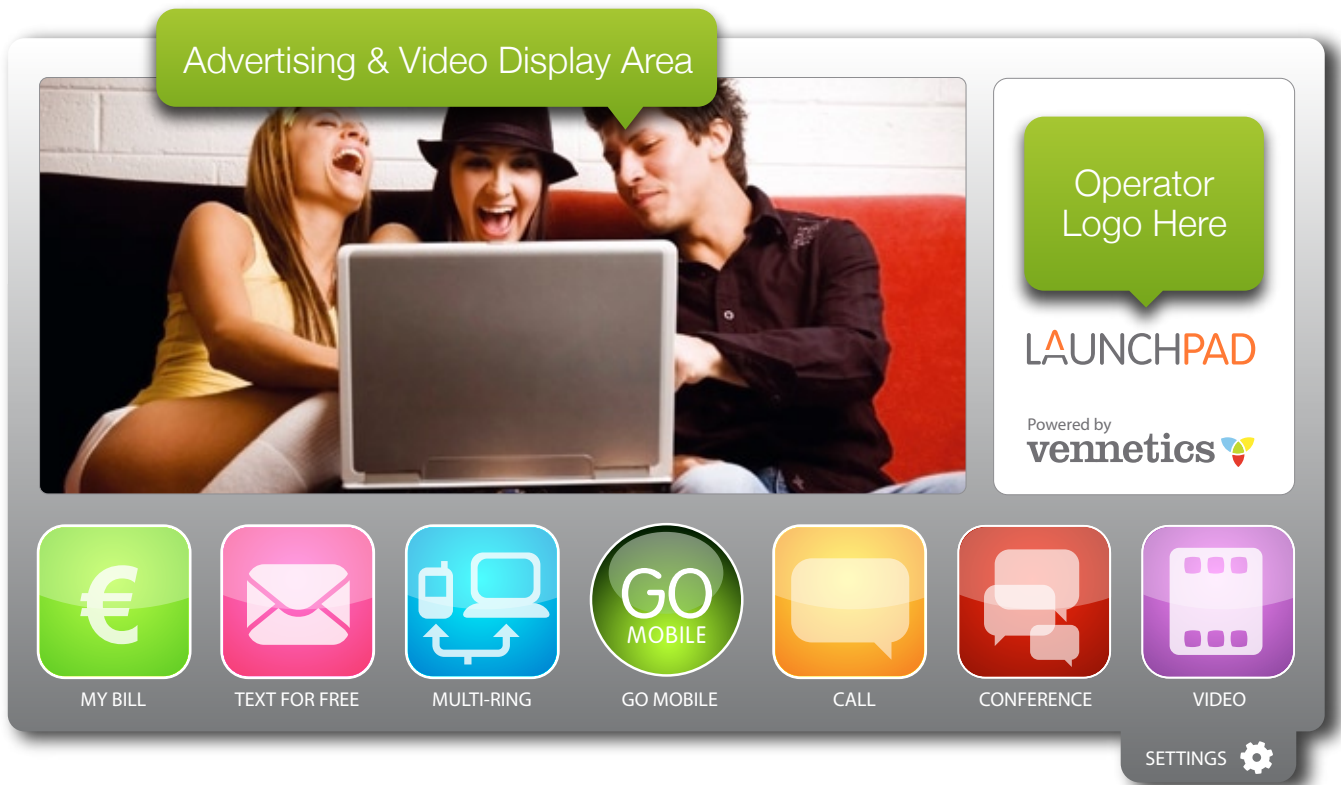 Advertising & Video Display Area
Operator
Logo Here
LAUNCHPAD
Powered by
vennetics
€
GO
MOBILE
MY BILL
TEXT FOR FREE
MULTI-RING
GO MOBILE
CALL
CONFERENCE
VIDEO
SETTINGS